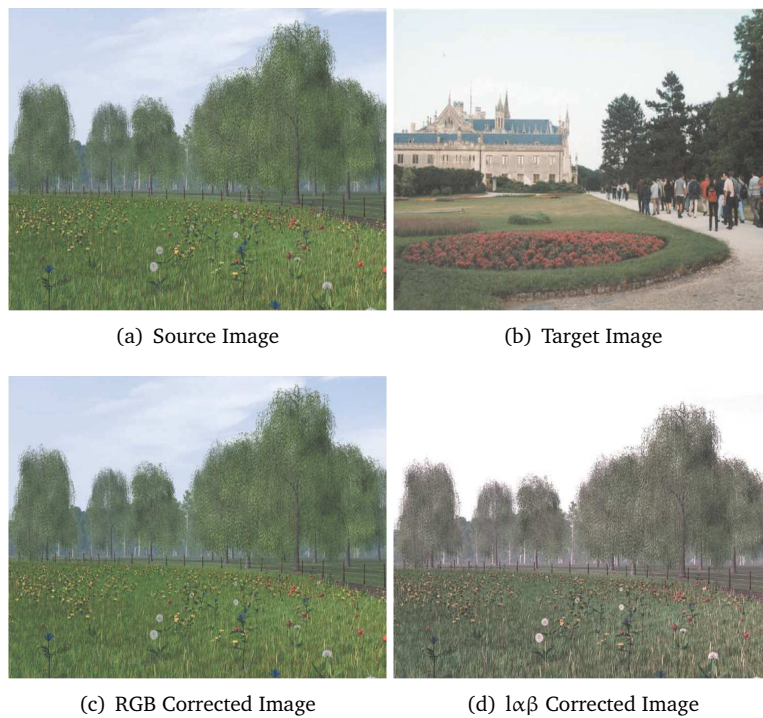 (a) Source Image
(b) Target Image
(c) RGB Corrected Image
(d) lαβ Corrected Image